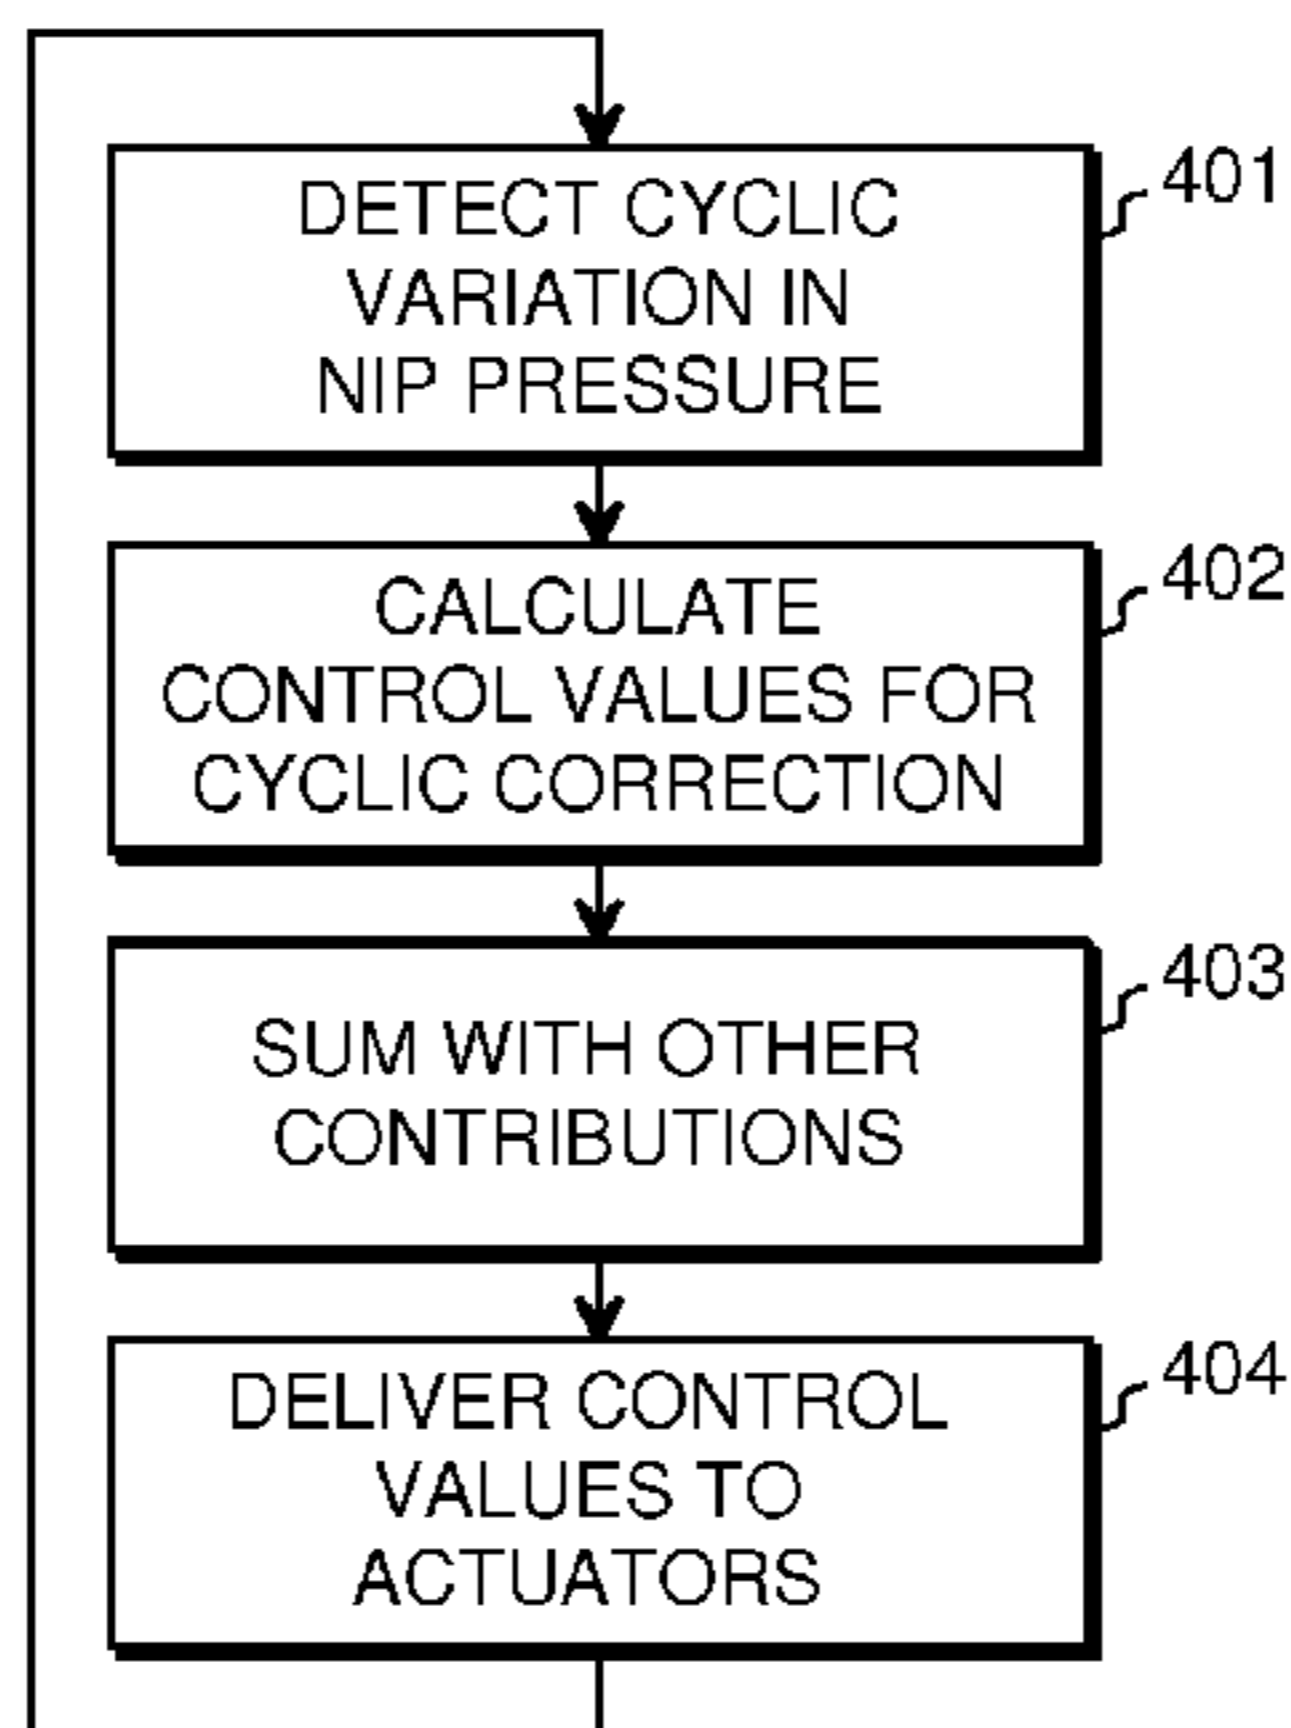 DETECT CYCLIC
VARIATION IN
NIP PRESSURE
401
CALCULATE
CONTROL VALUES FOR
CYCLIC CORRECTION
402
SUM WITH OTHER
CONTRIBUTIONS
403
DELIVER CONTROL
VALUES TO
ACTUATORS
404